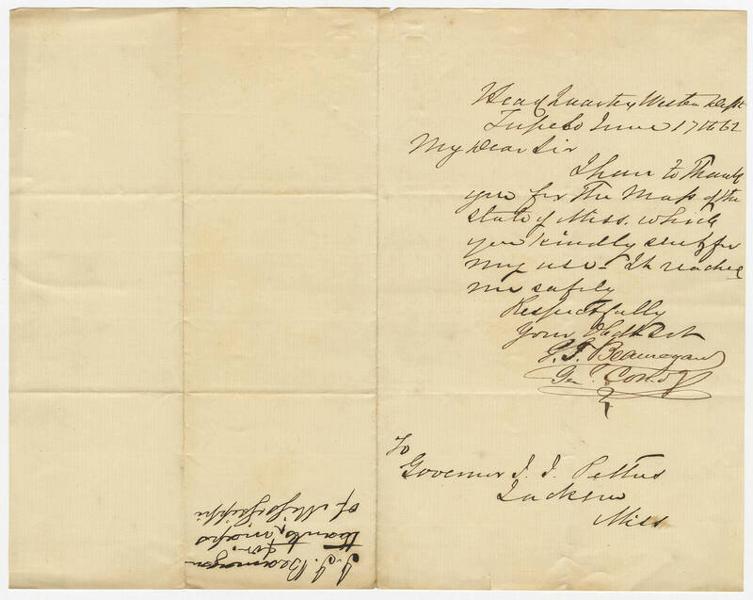 Head Quarters Western Dept
Tupelo June 17th 62
My Dear Sir
I have to thank
you for the map of the
state of Miss. which
you kindly sent for
my use - It reached
me safely
Respectfully
Your Obdt Svt
G. T. Beauregard
Gen. Comdg
To
Governor J. J. Pettus
Jackson
Miss
G. T. Beauregard
thanks for
maps
of Mississippi